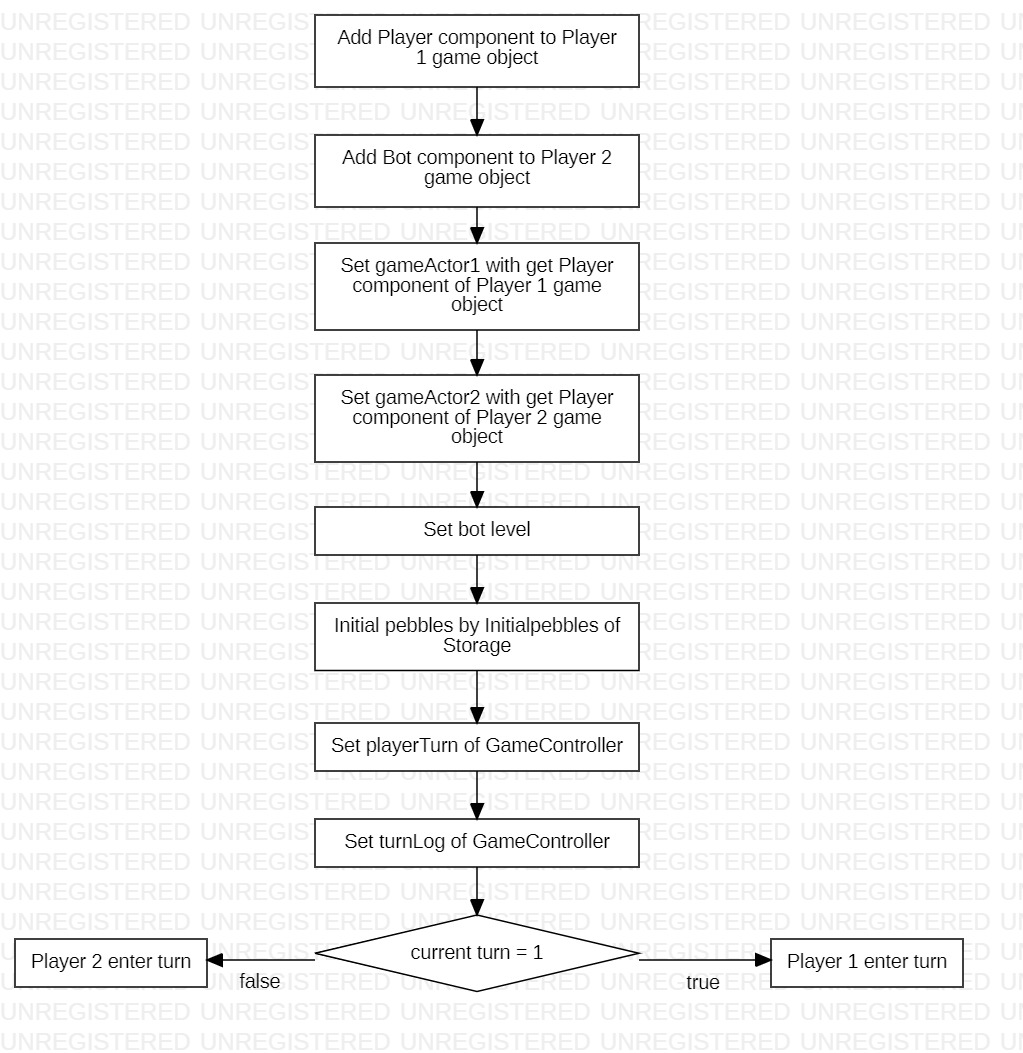 Add Player component to Player
1 game object
Add Bot component to Player 2
game object
Set gameActor1 with get Player
component of Player 1 game
object
Set gameActor2 with get Player
component of Player 2 game
object
Set bot level
Initial pebbles by Initialpebbles of
Storage
Set playerTurn of GameController
Set turnLog of GameController
current turn = 1
Player 2 enter turn
false
true
Player 1 enter turn
UNREGISTERED